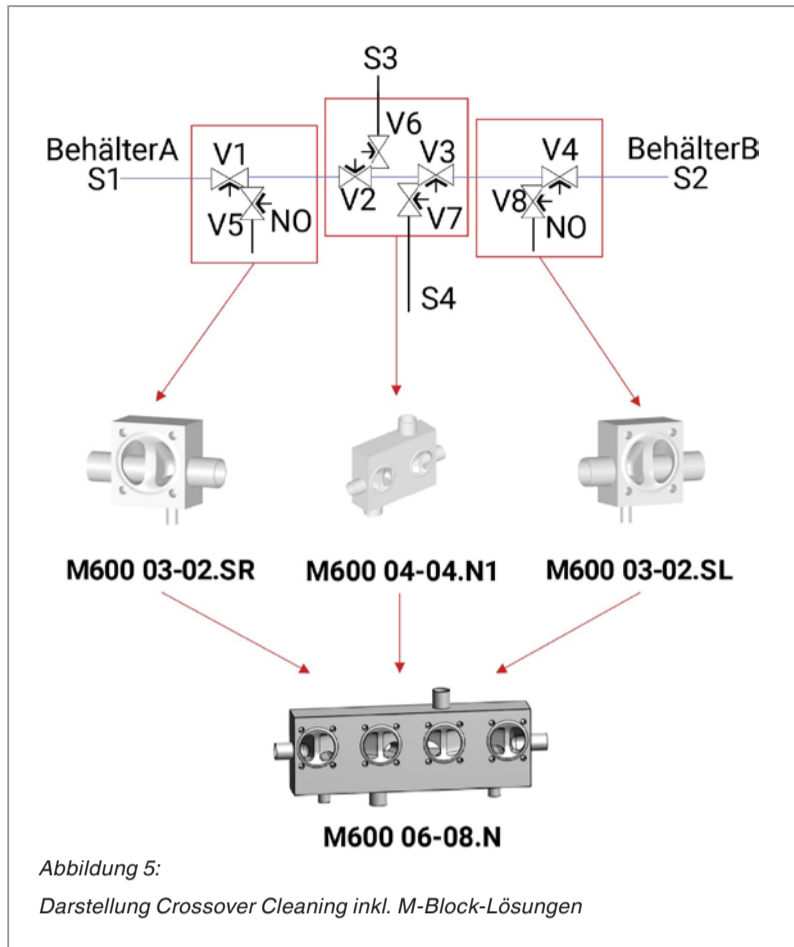 S3
V6
BehälterA
V1
V3
V4
BehälterB
S1
S2
V2
V5
NO
V7
V8
NO
S4
M600 03-02.SR
M600 04-04.N1
M600 03-02.SL
M600 06-08.N
Abbildung 5:
Darstellung Crossover Cleaning inkl. M-Block-Lösungen